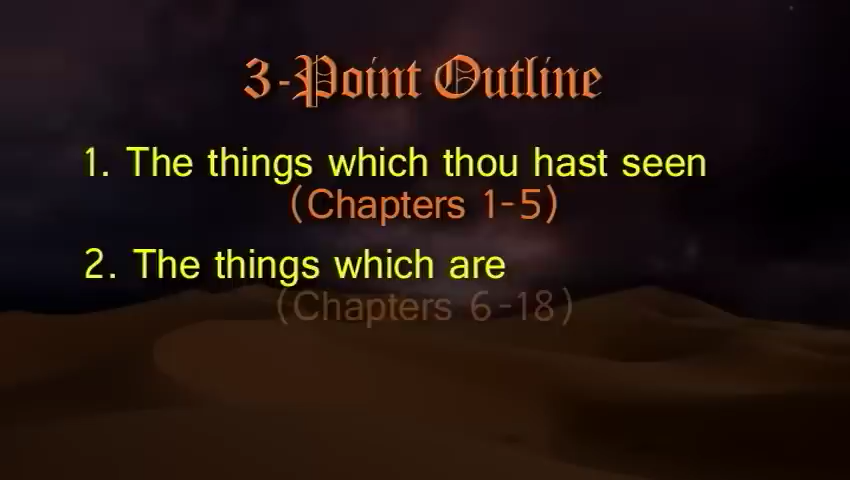 3-Point Outline
1. The things which thou hast seen
(Chapters 1-5)
2. The things which are
(Chapters 6-18)